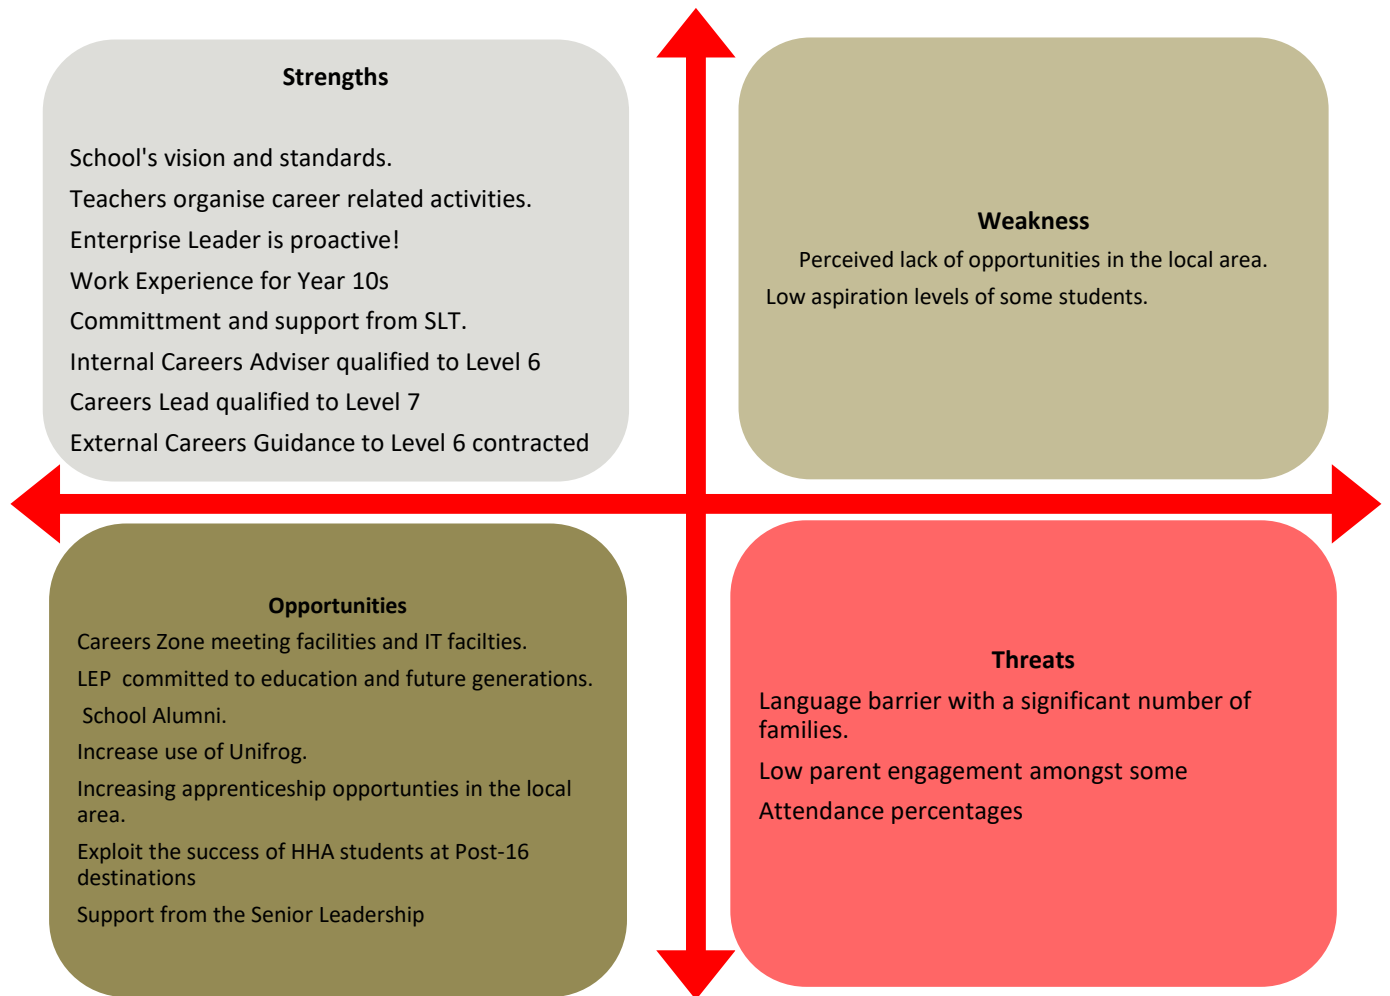 Strengths
School's vision and standards.
Teachers organise career related activities.
Enterprise Leader is proactive!
Work Experience for Year 10s
Committment and support from SLT.
Internal Careers Adviser qualified to Level 6
Careers Lead qualified to Level 7
External Careers Guidance to Level 6 contracted
Weakness
Perceived lack of opportunities in the local area.
Low aspiration levels of some students.
Opportunities
Careers Zone meeting facilities and IT facilties.
LEP  committed to education and future generations.
School Alumni.
Increase use of Unifrog.
Increasing apprenticeship opportunties in the local
area.
Exploit the success of HHA students at Post-16
destinations
Support from the Senior Leadership
Threats
Language barrier with a significant number of
families.
Low parent engagement amongst some
Attendance percentages